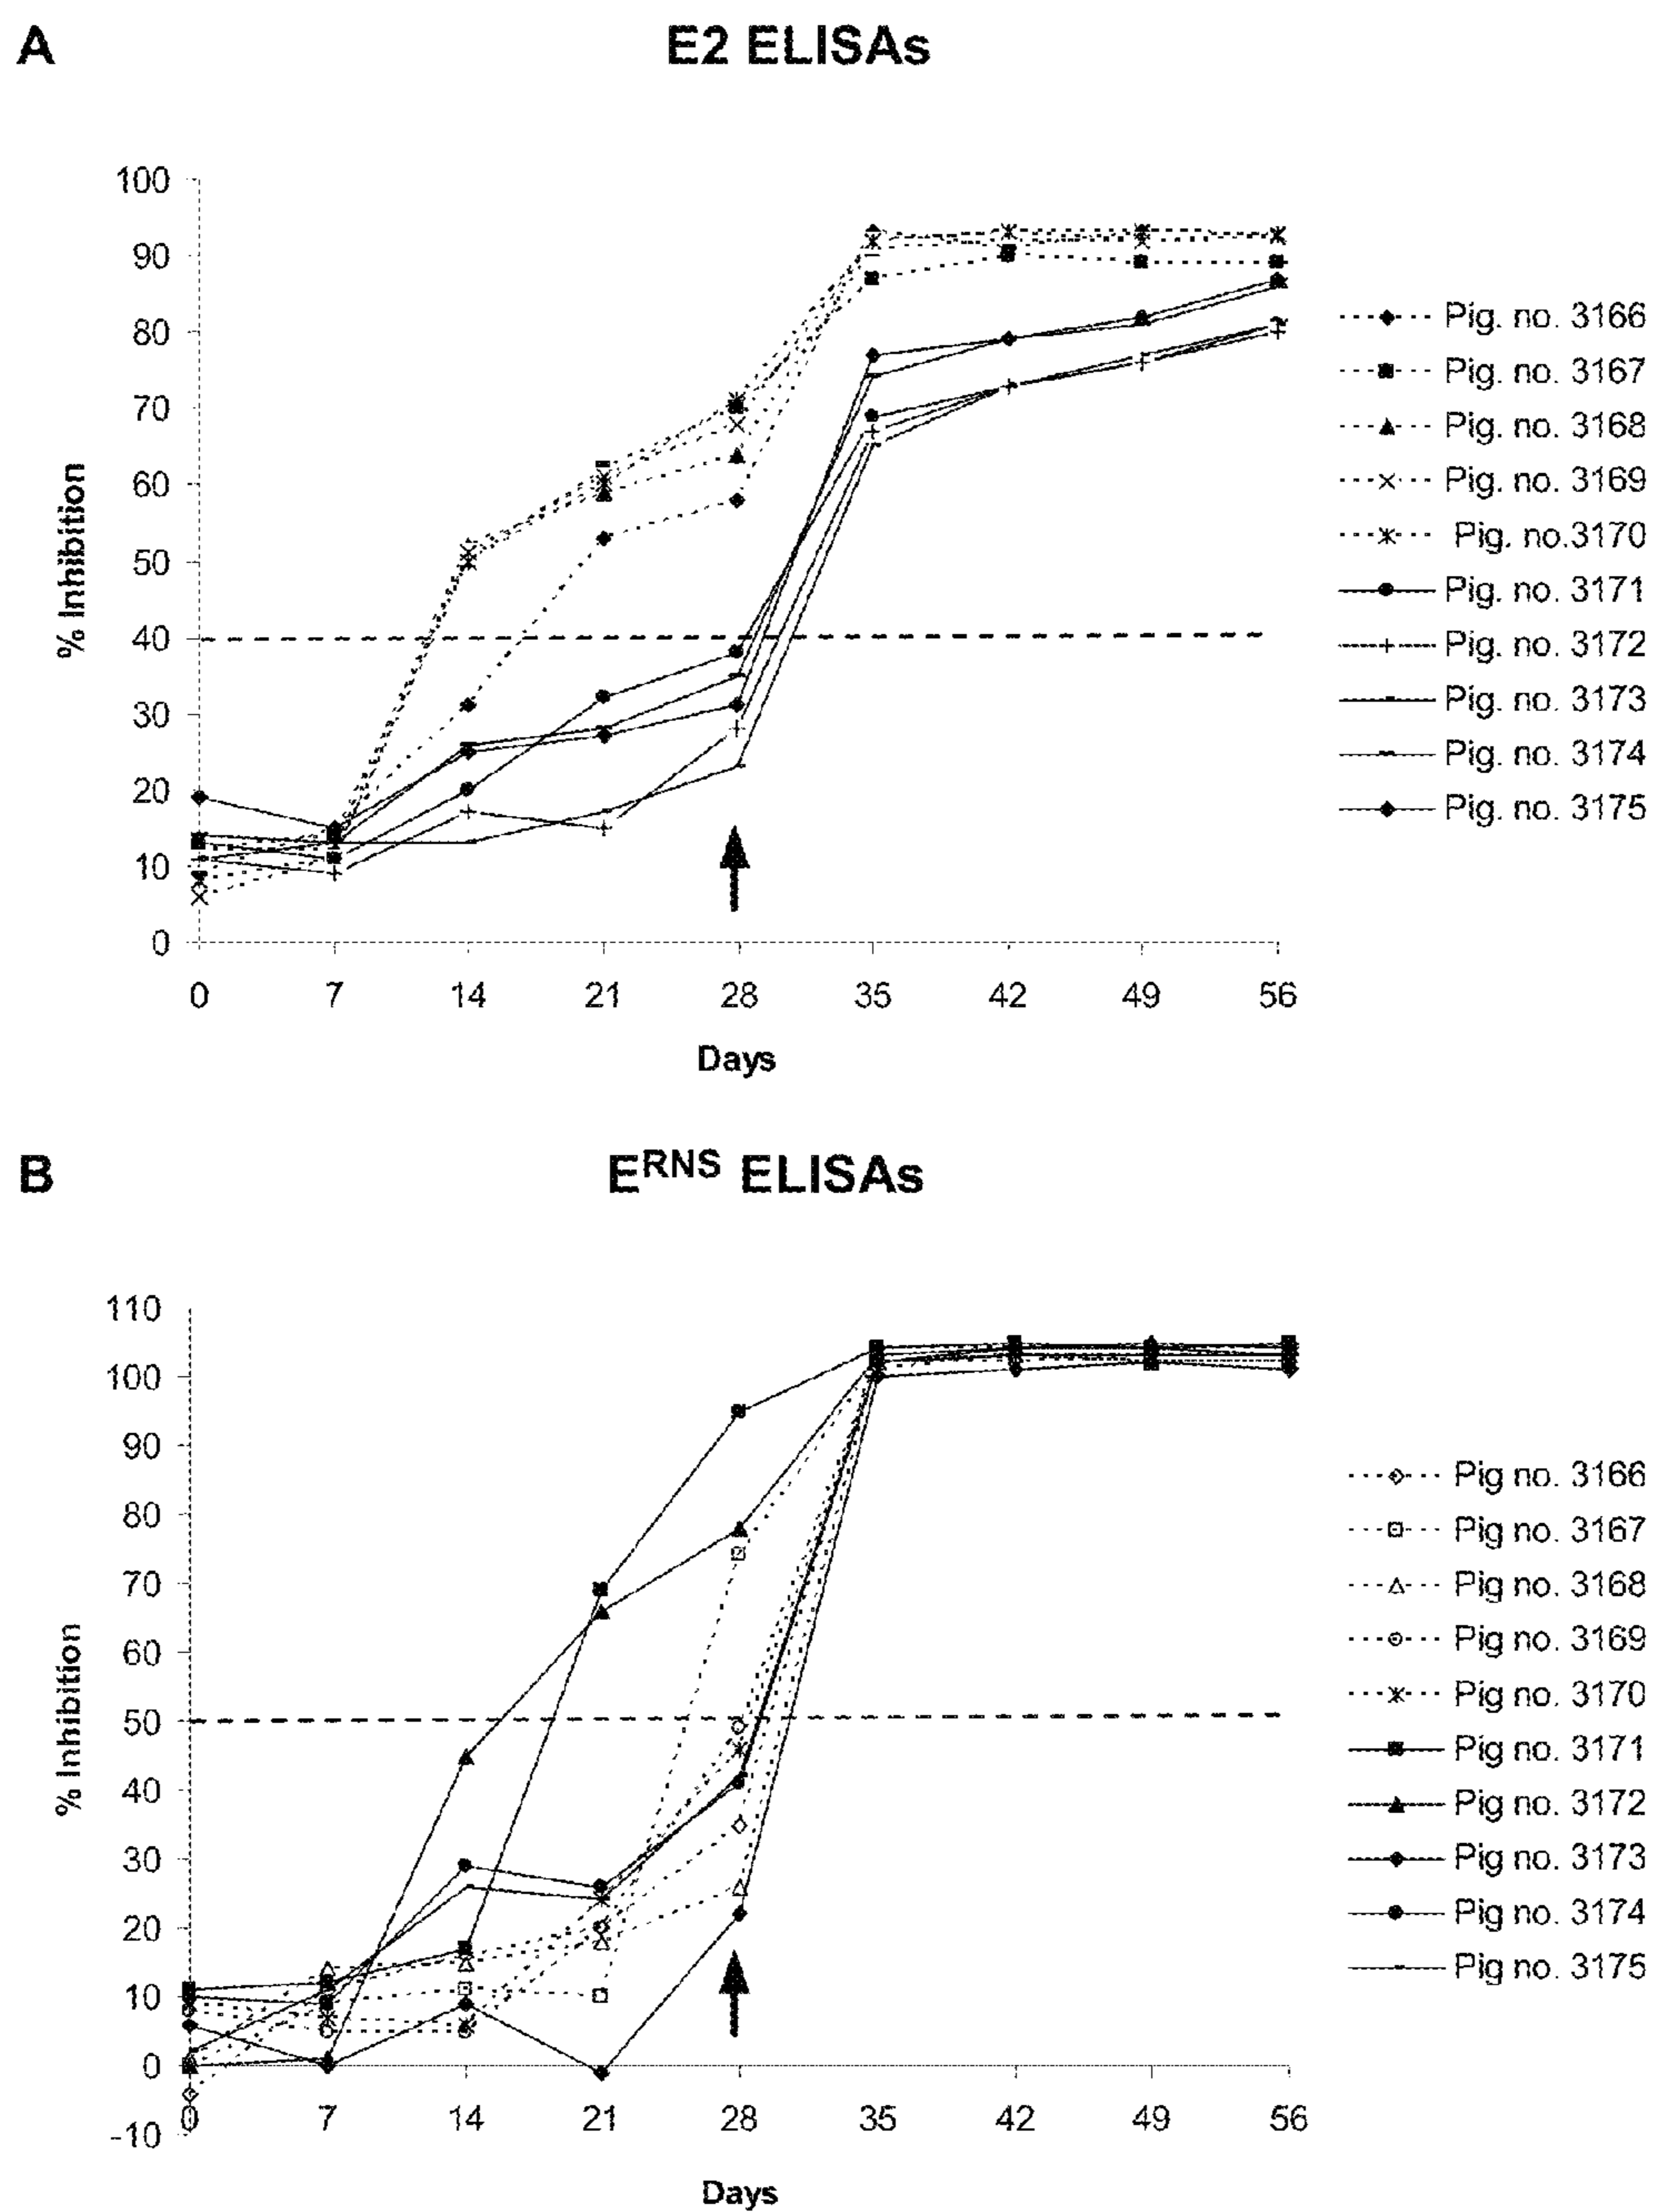 A
E2 ELISAs
100
90
80
70
60
50
40
30
20
10
0
% Inhibition
0 7 14 21 28 35 42 49 56
Days
Pig. no. 3166
Pig. no. 3167
Pig. no. 3168
Pig. no. 3169
Pig. no.3170
Pig. no. 3171
Pig. no. 3172
Pig. no. 3173
Pig. no. 3174
Pig. no. 3175
B
E^RNS ELISAs
110
100
90
80
70
60
50
40
30
20
10
0
-10
% Inhibition
0 7 14 21 28 35 42 49 56
Days
Pig no. 3166
Pig no. 3167
Pig no. 3168
Pig no. 3169
Pig no. 3170
Pig no. 3171
Pig no. 3172
Pig no. 3173
Pig no. 3174
Pig no. 3175